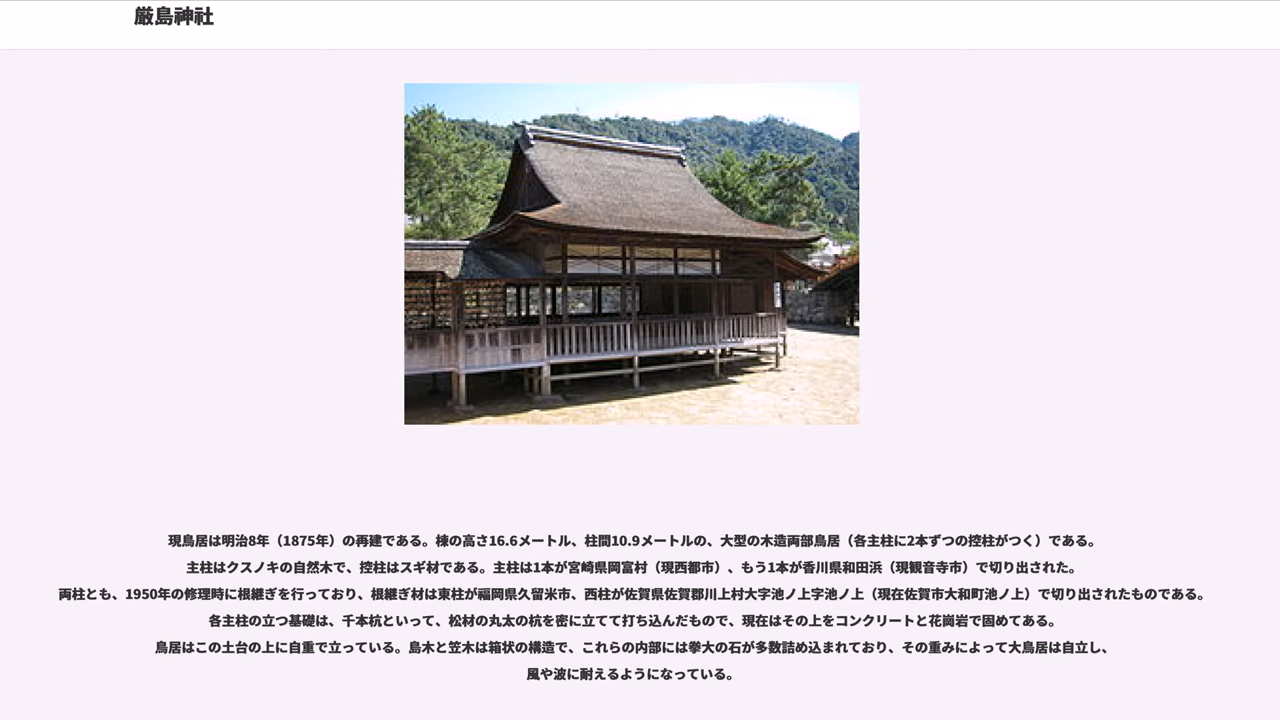 厳島神社
現鳥居は明治8年（1875年）の再建である。棟の高さ16.6メートル、柱間10.9メートルの、大型の木造両部鳥居（各主柱に2本ずつの控柱がつく）である。
主柱はクスノキの自然木で、控柱はスギ材である。主柱は1本が宮崎県岡富村（現西都市）、もう1本が香川県和田浜（現観音寺市）で切り出された。
両柱とも、1950年の修理時に根継ぎを行っており、根継ぎ材は東柱が福岡県久留米市、西柱が佐賀県佐賀郡川上村大字池ノ上字池ノ上（現在佐賀市大和町池ノ上）で切り出されたものである。
各主柱の立つ基礎は、千本杭といって、松材の丸太の杭を密に立てて打ち込んだもので、現在はその上をコンクリートと花崗岩で固めてある。
鳥居はこの土台の上に自重で立っている。島木と笠木は箱状の構造で、これらの内部には拳大の石が多数詰め込まれており、その重みによって大鳥居は自立し、
風や波に耐えるようになっている。